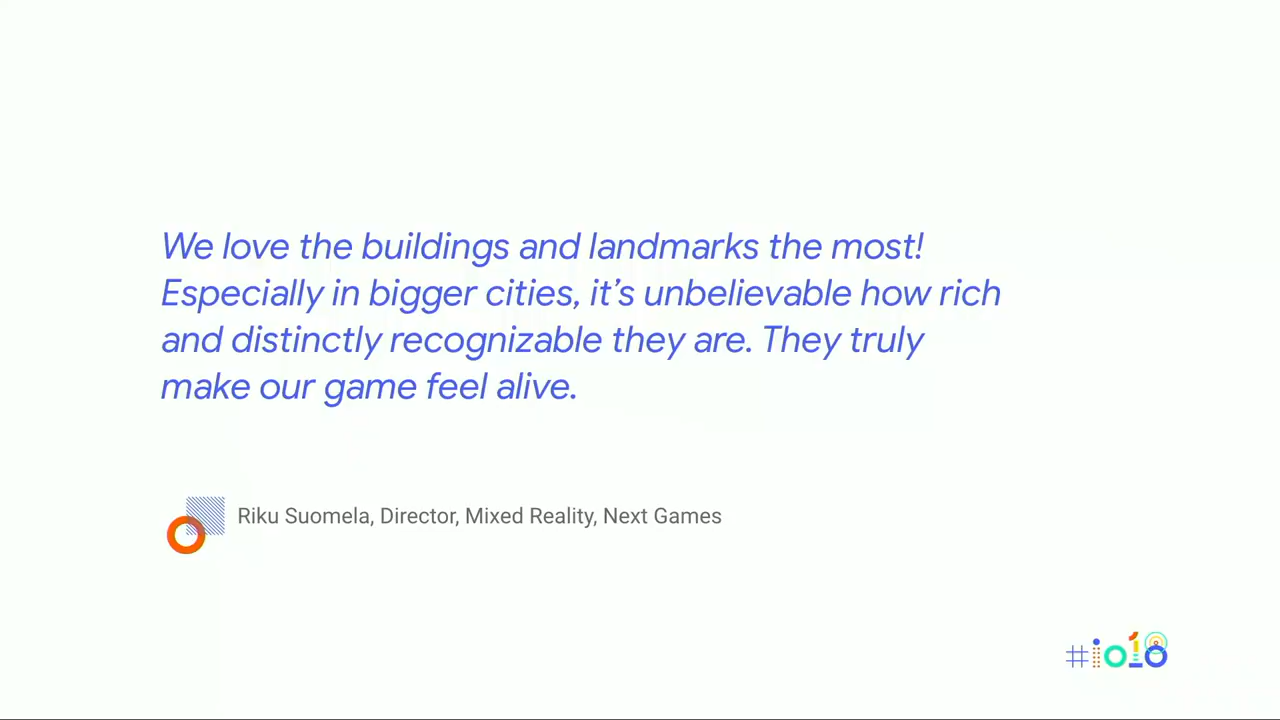 We love the buildings and landmarks the most!
Especially in bigger cities, it’s unbelievable how rich
and distinctly recognizable they are. They truly
make our game feel alive.
Riku Suomela, Director, Mixed Reality, Next Games
#io18